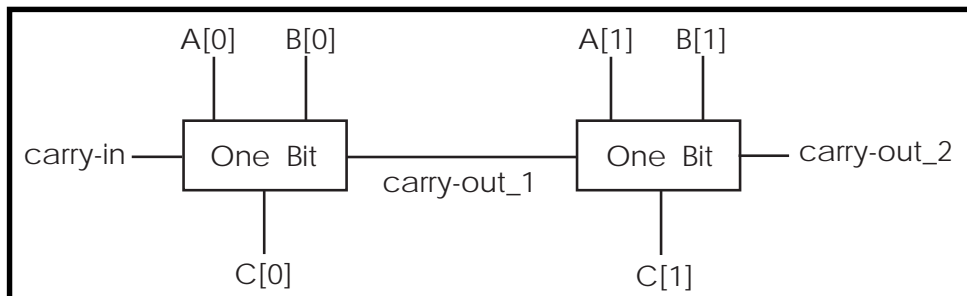 A[0] B[0] A[1] B[1]
carry-in One Bit One Bit carry-out_2
carry-out_1
C[0] C[1]